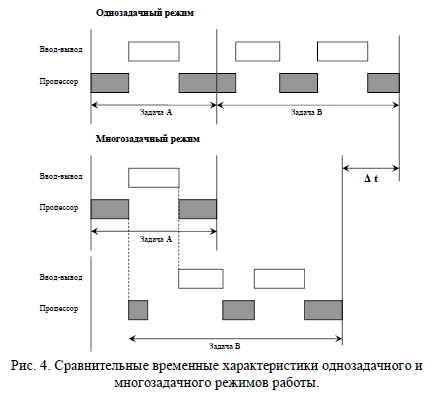 Однозадачный режим
Ввод-вывод
Процессор
Задача А
Задача В
Многозадачный режим
Ввод-вывод
Δ t
Процессор
Задача А
Ввод-вывод
Процессор
Задача В
Рис. 4. Сравнительные временные характеристики однозадачного и
многозадачного режимов работы.